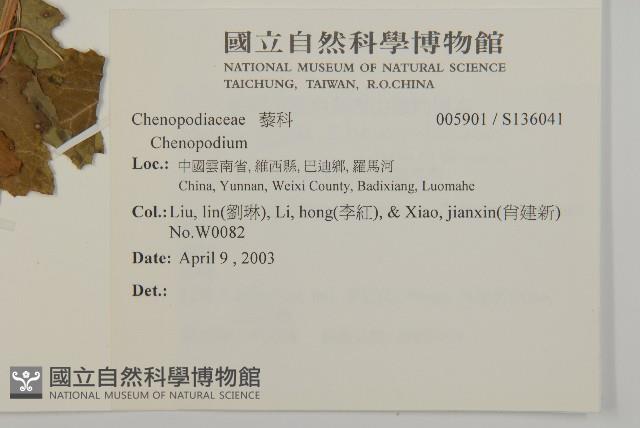 國立自然科學博物館
NATIONAL MUSEUM OF NATURAL SCIENCE
TAICHUNG, TAIWAN, R.O.CHINA
Chenopodiaceae 藜科 005901 / S136041
Chenopodium
Loc.: 中國雲南省, 維西縣, 巴迪鄉, 羅馬河
China, Yunnan, Weixi County, Badixiang, Luomahe
Col.: Liu, lin(劉琳), Li, hong(李紅), & Xiao, jianxin(肖建新)
No.W0082
Date: April 9 , 2003
Det.:
國立自然科學博物館
NATIONAL MUSEUM OF NATURAL SCIENCE